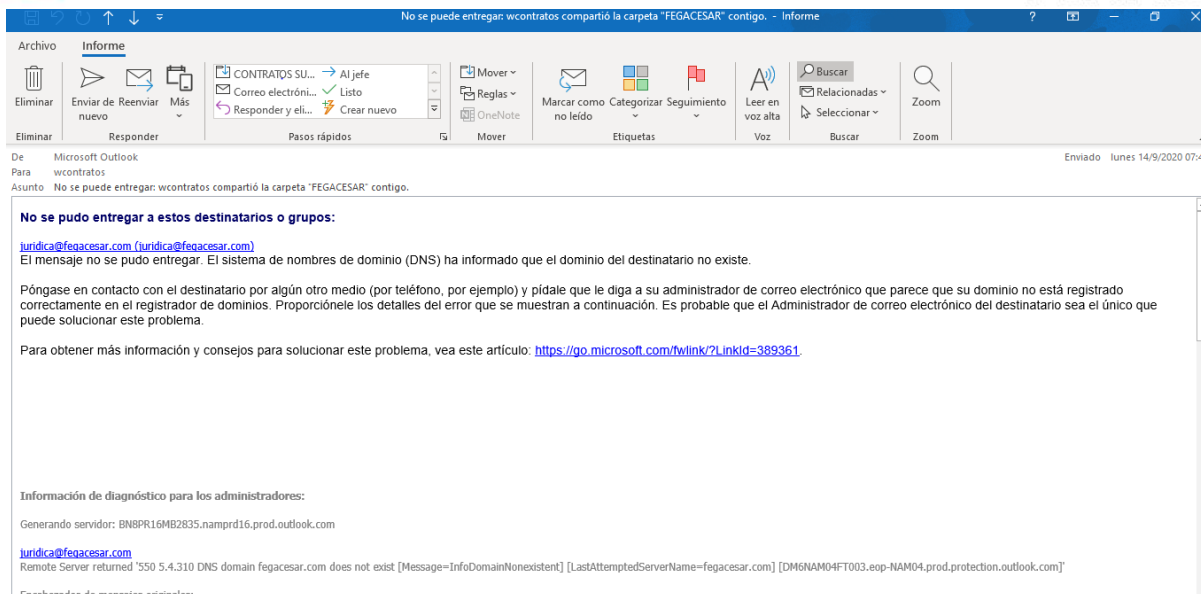 No se puede entregar: wcontratos compartió la carpeta "FEGACESAR" contigo. - Informe
?
Archivo Informe
CONTRATOS SU... Al jefe
Correo electróni... Listo
Responder y eli... Crear nuevo
Mover
Reglas
OneNote
Buscar
Relacionadas
Seleccionar
Eliminar Enviar de nuevo Reenviar Más
Marcar como no leído Categorizar Seguimiento
Leer en voz alta
Zoom
Eliminar Responder Pasos rápidos Mover Etiquetas Voz Buscar Zoom
De Microsoft Outlook
Enviado lunes 14/9/2020 07:4
Para wcontratos
Asunto No se puede entregar: wcontratos compartió la carpeta "FEGACESAR" contigo.
No se pudo entregar a estos destinatarios o grupos:
juridica@fegacesar.com (juridica@fegacesar.com)
El mensaje no se pudo entregar. El sistema de nombres de dominio (DNS) ha informado que el dominio del destinatario no existe.
Póngase en contacto con el destinatario por algún otro medio (por teléfono, por ejemplo) y pídale que le diga a su administrador de correo electrónico que parece que su dominio no está registrado
correctamente en el registrador de dominios. Proporciónele los detalles del error que se muestran a continuación. Es probable que el Administrador de correo electrónico del destinatario sea el único que
puede solucionar este problema.
Para obtener más información y consejos para solucionar este problema, vea este artículo: https://go.microsoft.com/fwlink/?LinkId=389361.
Información de diagnóstico para los administradores:
Generando servidor: BN8PR16MB2835.namprd16.prod.outlook.com
juridica@fegacesar.com
Remote Server returned '550 5.4.310 DNS domain fegacesar.com does not exist [Message=InfoDomainNonexistent] [LastAttemptedServerName=fegacesar.com] [DM6NAM04FT003.eop-NAM04.prod.protection.outlook.com]'